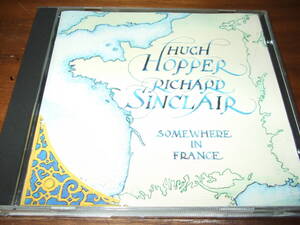 HUGH
HOPPER
RICHARD
SINCLAIR
SOMEWHERE
IN
FRANCE